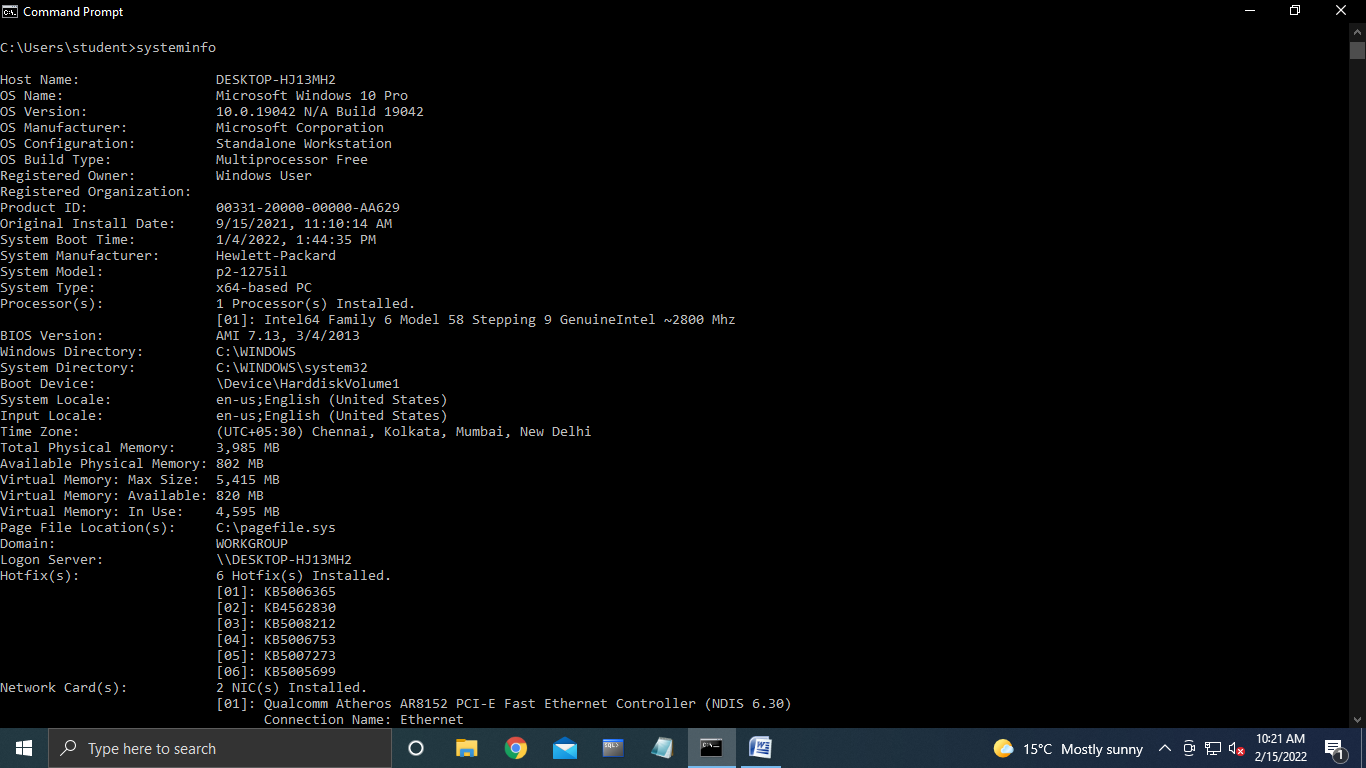 Command Prompt
C:\Users\student>systeminfo
Host Name: DESKTOP-HJ13MH2
OS Name: Microsoft Windows 10 Pro
OS Version: 10.0.19042 N/A Build 19042
OS Manufacturer: Microsoft Corporation
OS Configuration: Standalone Workstation
OS Build Type: Multiprocessor Free
Registered Owner: Windows User
Registered Organization:
Product ID: 00331-20000-00000-AA629
Original Install Date: 9/15/2021, 11:10:14 AM
System Boot Time: 1/4/2022, 1:44:35 PM
System Manufacturer: Hewlett-Packard
System Model: p2-1275il
System Type: x64-based PC
Processor(s): 1 Processor(s) Installed.
[01]: Intel64 Family 6 Model 58 Stepping 9 GenuineIntel ~2800 Mhz
BIOS Version: AMI 7.13, 3/4/2013
Windows Directory: C:\WINDOWS
System Directory: C:\WINDOWS\system32
Boot Device: \Device\HarddiskVolume1
System Locale: en-us;English (United States)
Input Locale: en-us;English (United States)
Time Zone: (UTC+05:30) Chennai, Kolkata, Mumbai, New Delhi
Total Physical Memory: 3,985 MB
Available Physical Memory: 802 MB
Virtual Memory: Max Size: 5,415 MB
Virtual Memory: Available: 820 MB
Virtual Memory: In Use: 4,595 MB
Page File Location(s): C:\pagefile.sys
Domain: WORKGROUP
Logon Server: \\DESKTOP-HJ13MH2
Hotfix(s): 6 Hotfix(s) Installed.
[01]: KB5006365
[02]: KB4562830
[03]: KB5008212
[04]: KB5006753
[05]: KB5007273
[06]: KB5005699
Network Card(s): 2 NIC(s) Installed.
[01]: Qualcomm Atheros AR8152 PCI-E Fast Ethernet Controller (NDIS 6.30)
Connection Name: Ethernet
Type here to search
15°C Mostly sunny
10:21 AM
2/15/2022
1